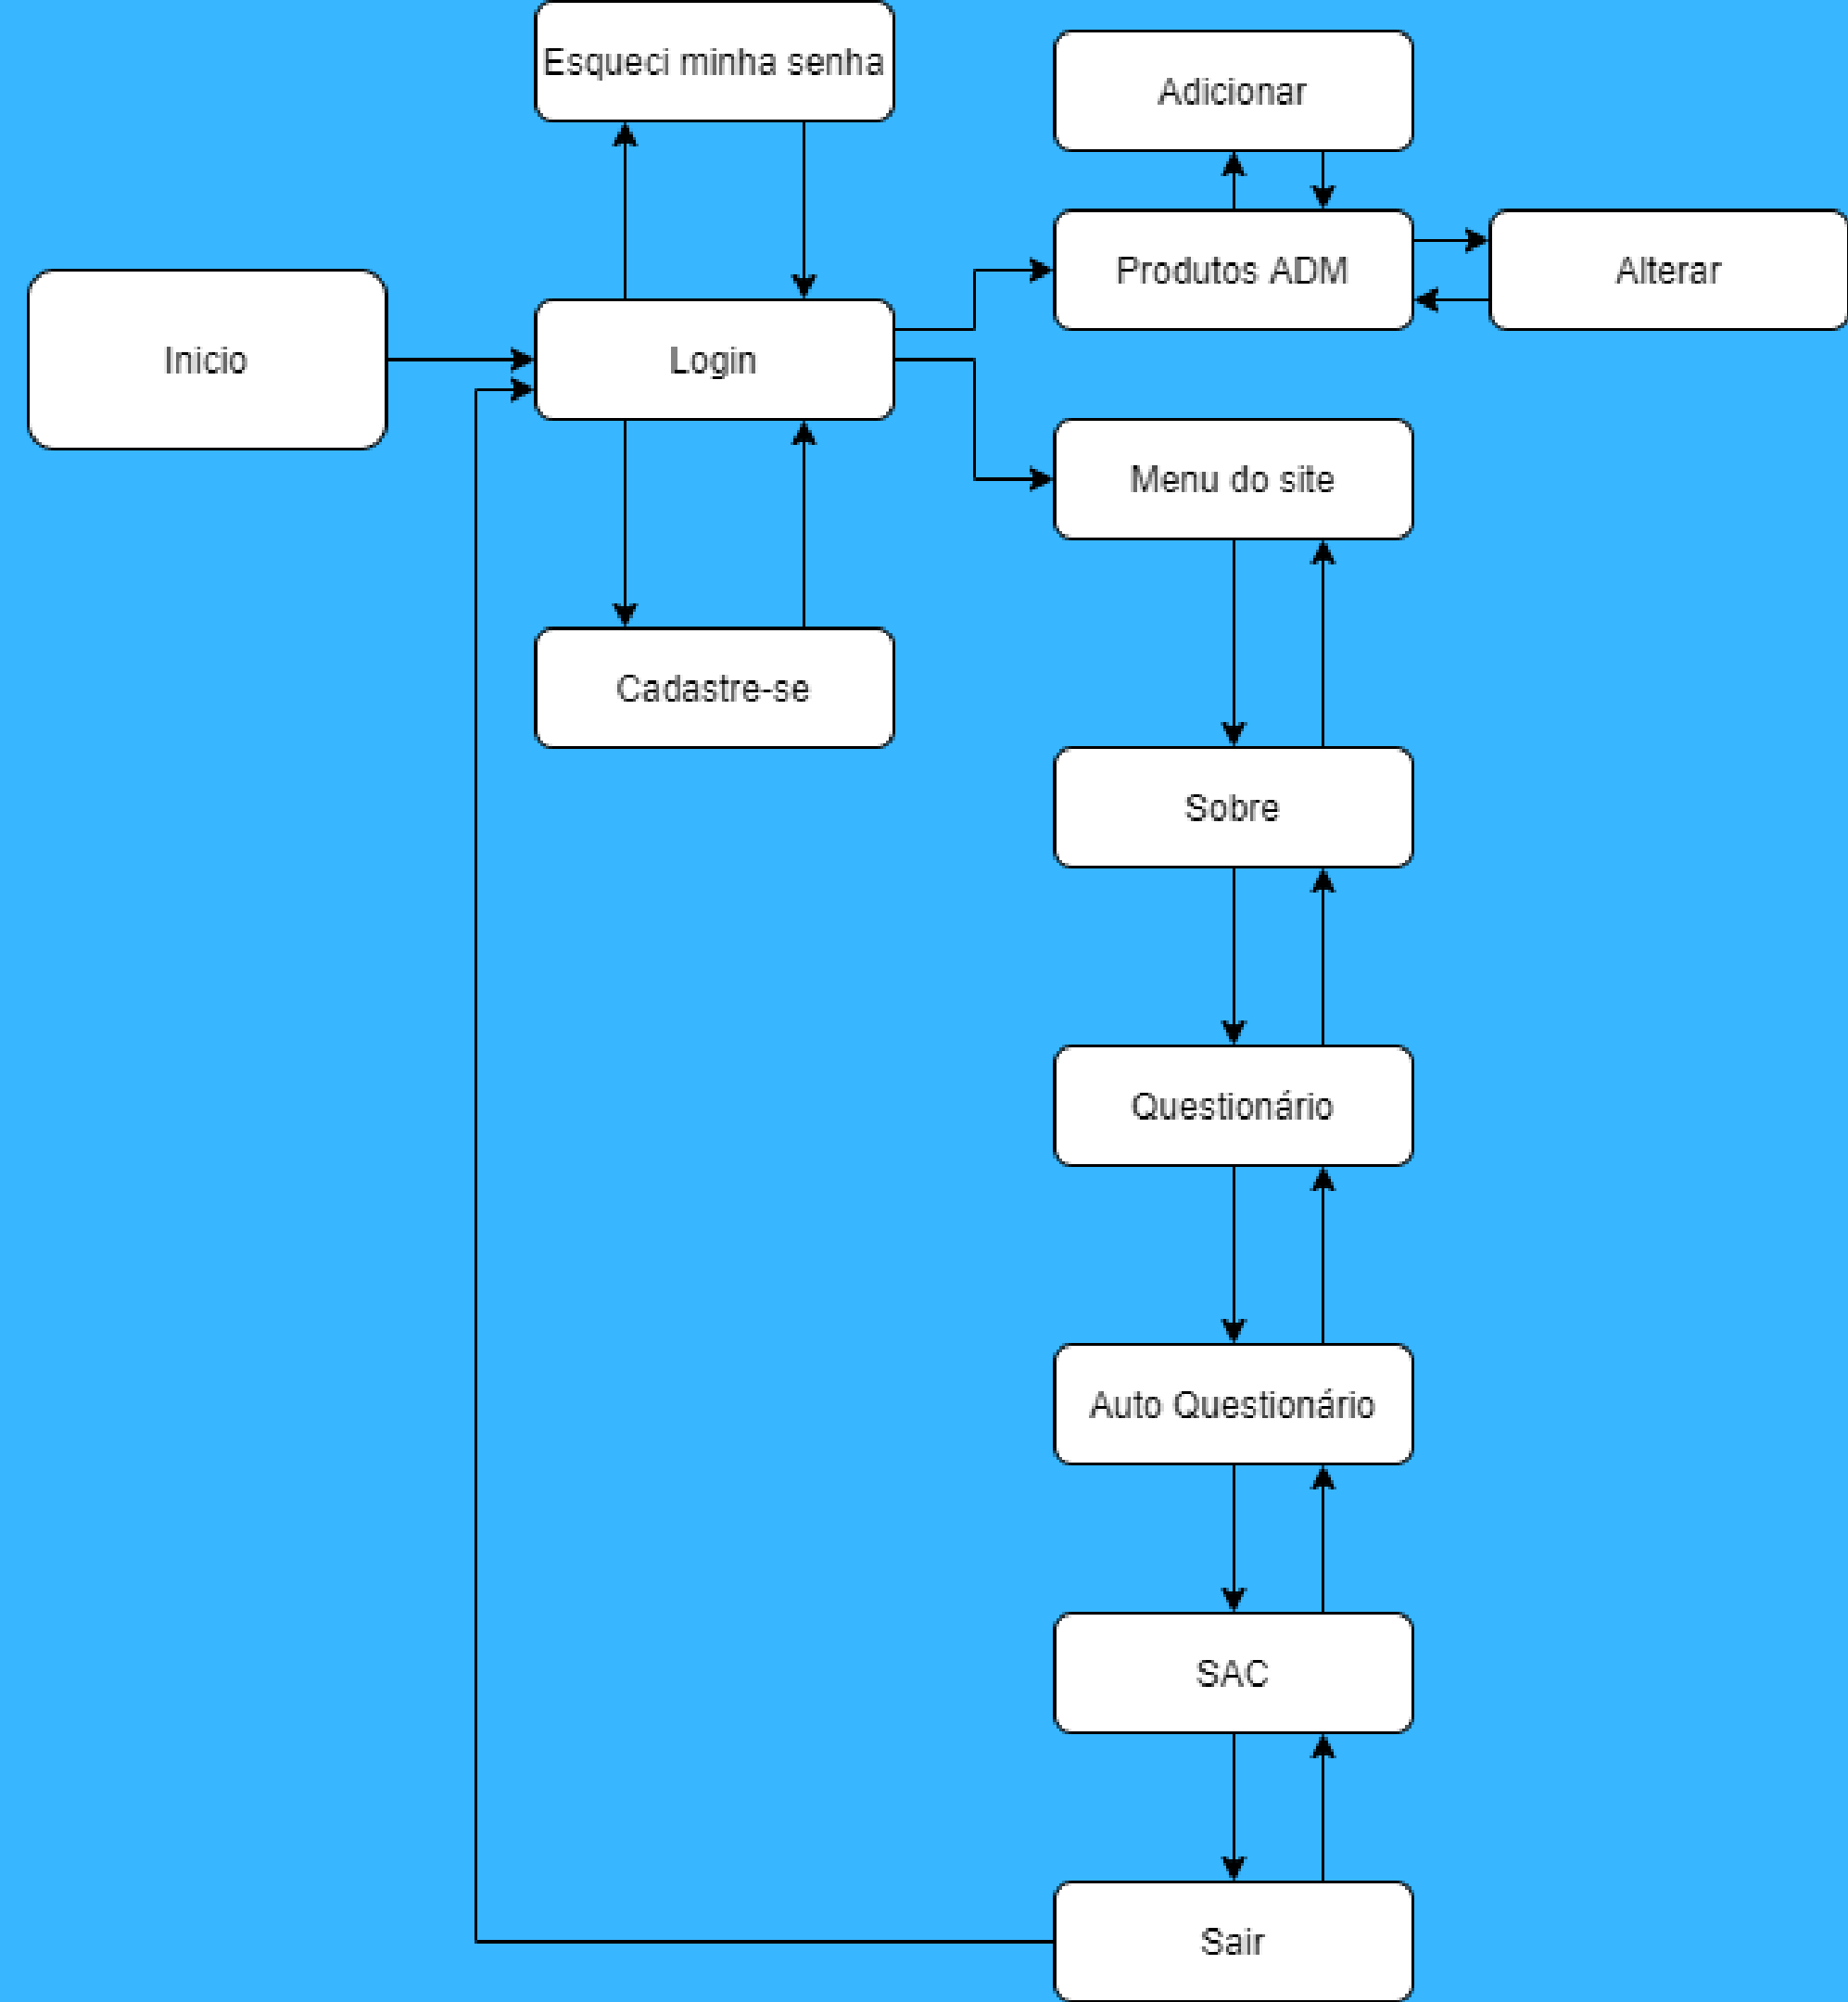 Esqueci minha senha
Adicionar
Produtos ADM
Alterar
Inicio
Login
Menu do site
Cadastre-se
Sobre
Questionário
Auto Questionário
SAC
Sair